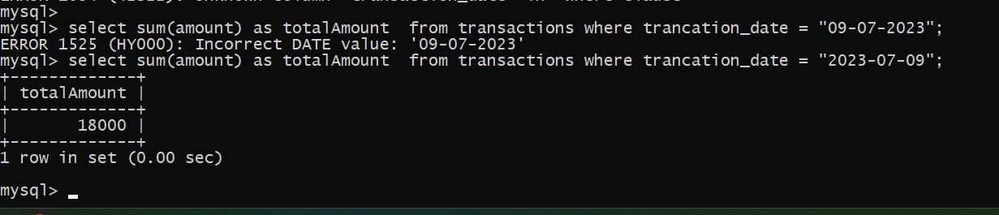 mysql>
mysql> select sum(amount) as totalAmount  from transactions where trancation_date = "09-07-2023";
ERROR 1525 (HY000): Incorrect DATE value: '09-07-2023'
mysql> select sum(amount) as totalAmount  from transactions where trancation_date = "2023-07-09";
+-------------+
| totalAmount |
+-------------+
|       18000 |
+-------------+
1 row in set (0.00 sec)
mysql>